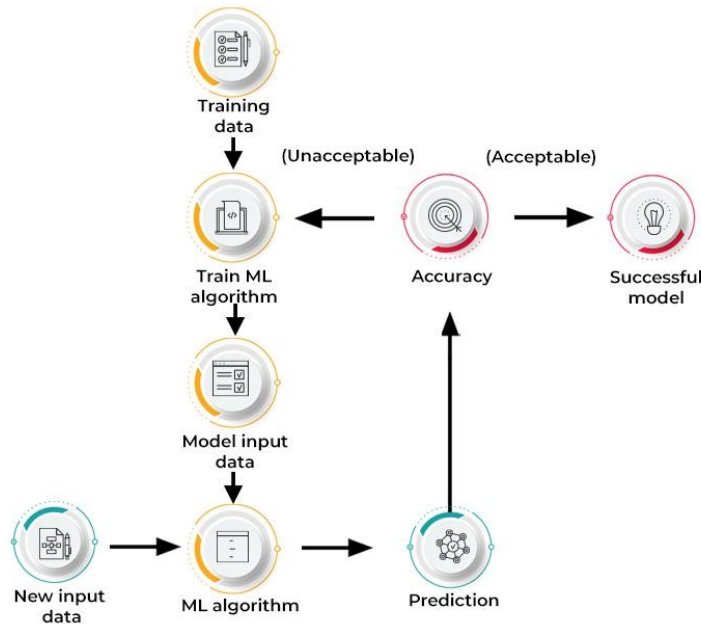 Training
data
(Unacceptable)
(Acceptable)
Train ML
algorithm
Accuracy
Successful
model
Model input
data
New input
data
ML algorithm
Prediction